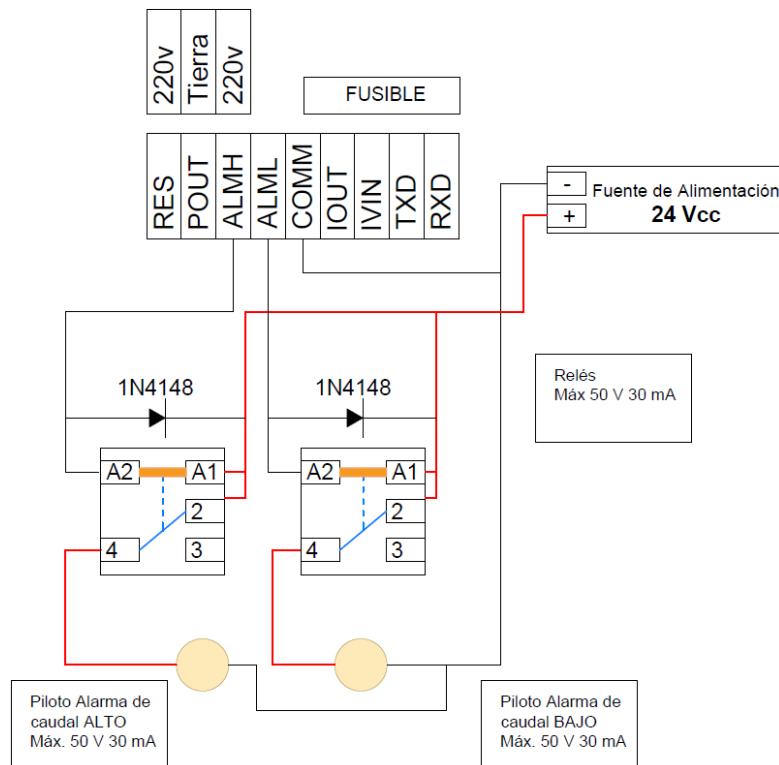 220v
Tierra
220v
FUSIBLE
RES
POUT
ALMH
ALML
COMM
IOUT
IVIN
TXD
RXD
-
Fuente de Alimentación
+
24 Vcc
1N4148
1N4148
Relés
Máx 50 V 30 mA
A2
A1
2
4
3
A2
A1
2
4
3
Piloto Alarma de
caudal ALTO
Máx. 50 V 30 mA
Piloto Alarma de
caudal BAJO
Máx. 50 V 30 mA